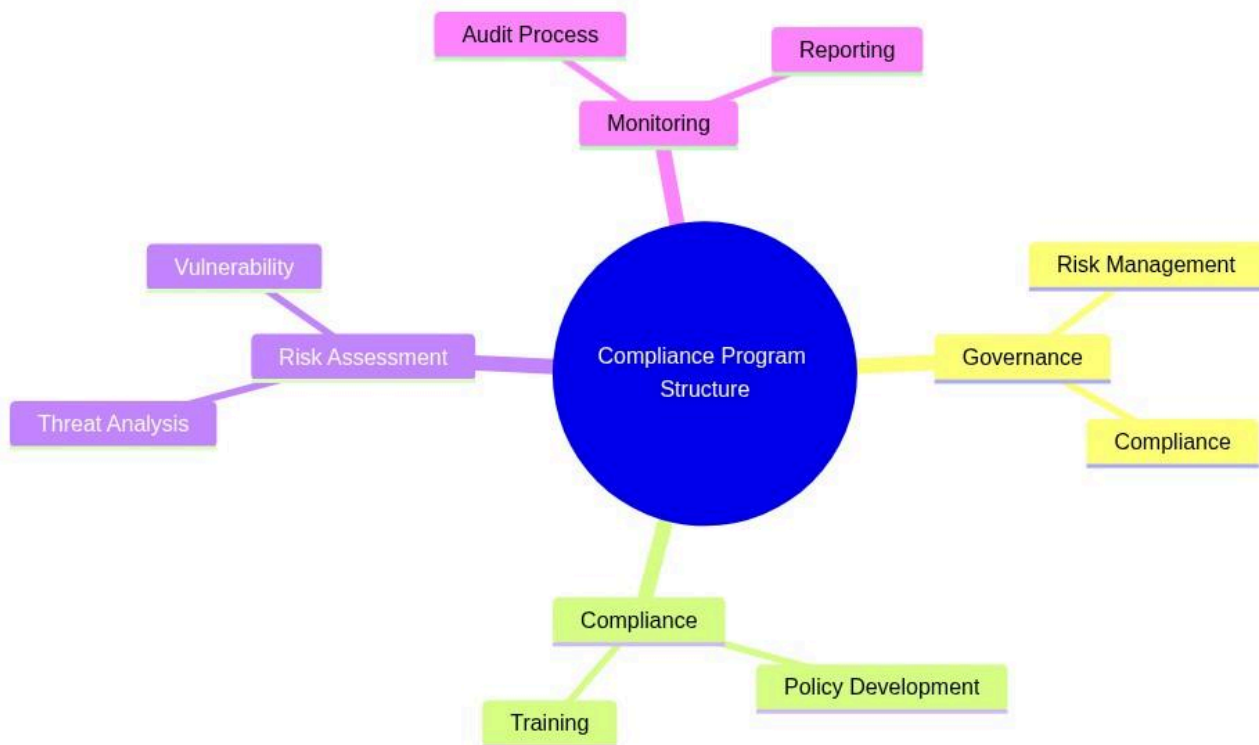 Audit Process
Reporting
Monitoring
Vulnerability
Risk Management
Risk Assessment
Compliance Program
Structure
Governance
Threat Analysis
Compliance
Compliance
Policy Development
Training